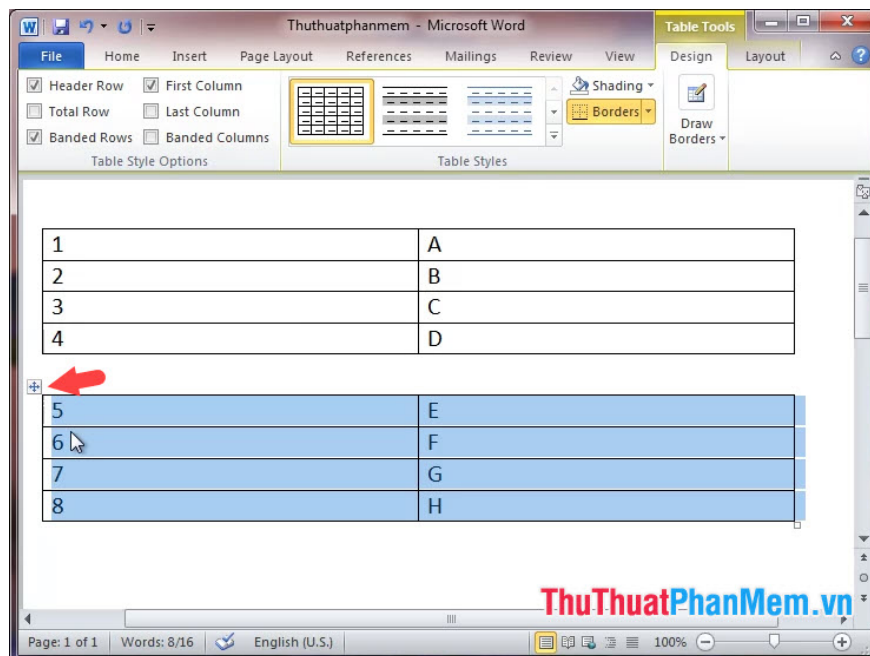 Thuthuatphanmem - Microsoft Word
Table Tools
File Home Insert Page Layout References Mailings Review View Design Layout
Header Row First Column
Total Row Last Column
Banded Rows Banded Columns
Table Style Options
Table Styles
Shading
Borders
Draw
Borders
1 A
2 B
3 C
4 D
5 E
6 F
7 G
8 H
ThuThuatPhanMem.vn
Page: 1 of 1 Words: 8/16 English (U.S.) 100%